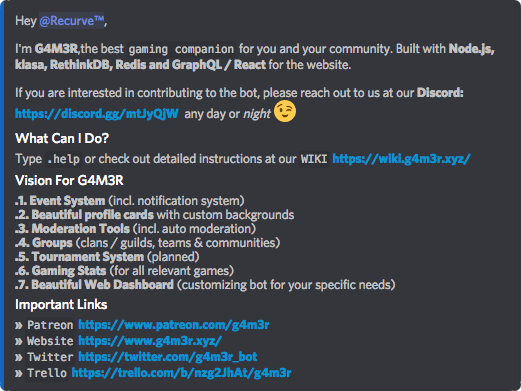 Hey @Recurve™,
I'm G4M3R,the best gaming companion for you and your community. Built with Node.js,
klasa, RethinkDB, Redis and GraphQL / React for the website.
If you are interested in contributing to the bot, please reach out to us at our Discord:
https://discord.gg/mtJyQjW any day or night 😉
What Can I Do?
Type .help or check out detailed instructions at our WIKI https://wiki.g4m3r.xyz/
Vision For G4M3R
.1. Event System (incl. notification system)
.2. Beautiful profile cards with custom backgrounds
.3. Moderation Tools (incl. auto moderation)
.4. Groups (clans / guilds, teams & communities)
.5. Tournament System (planned)
.6. Gaming Stats (for all relevant games)
.7. Beautiful Web Dashboard (customizing bot for your specific needs)
Important Links
» Patreon https://www.patreon.com/g4m3r
» Website https://www.g4m3r.xyz/
» Twitter https://twitter.com/g4m3r_bot
» Trello https://trello.com/b/nzg2JhAt/g4m3r